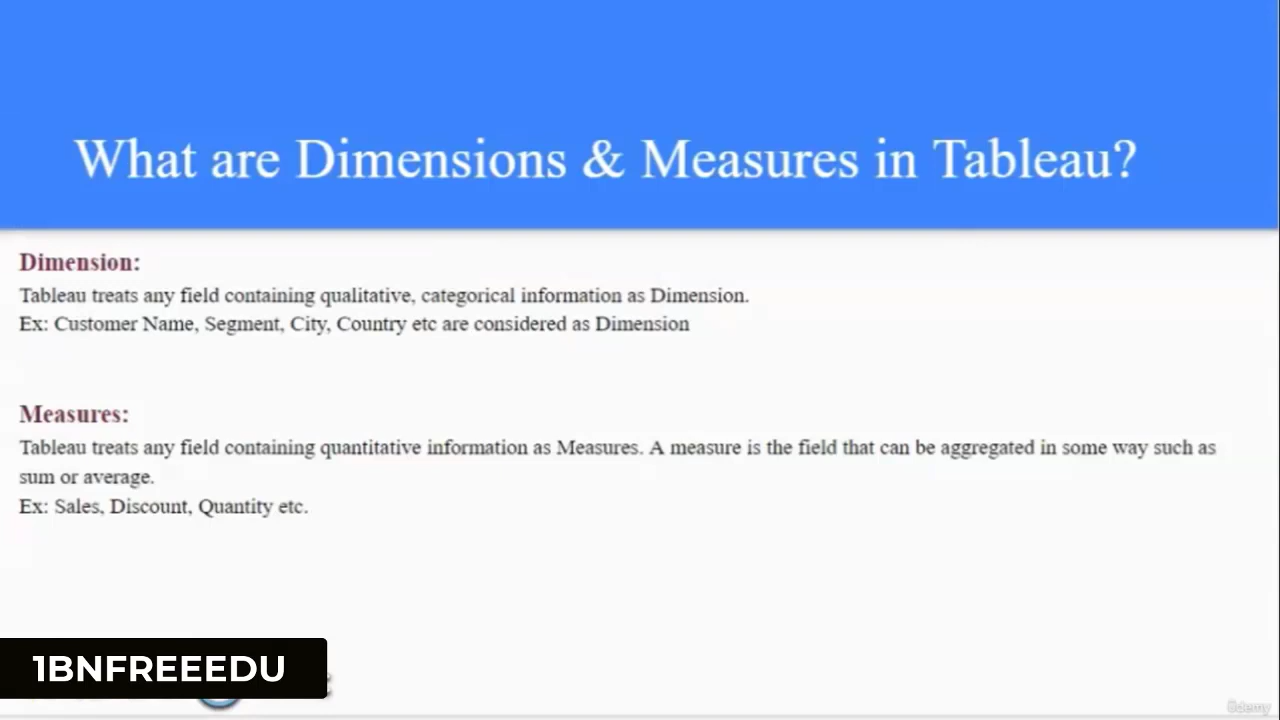 What are Dimensions & Measures in Tableau?
Dimension:
Tableau treats any field containing qualitative, categorical information as Dimension.
Ex: Customer Name, Segment, City, Country etc are considered as Dimension
Measures:
Tableau treats any field containing quantitative information as Measures. A measure is the field that can be aggregated in some way such as
sum or average.
Ex: Sales, Discount, Quantity etc.
1BNFREEEDU
Udemy